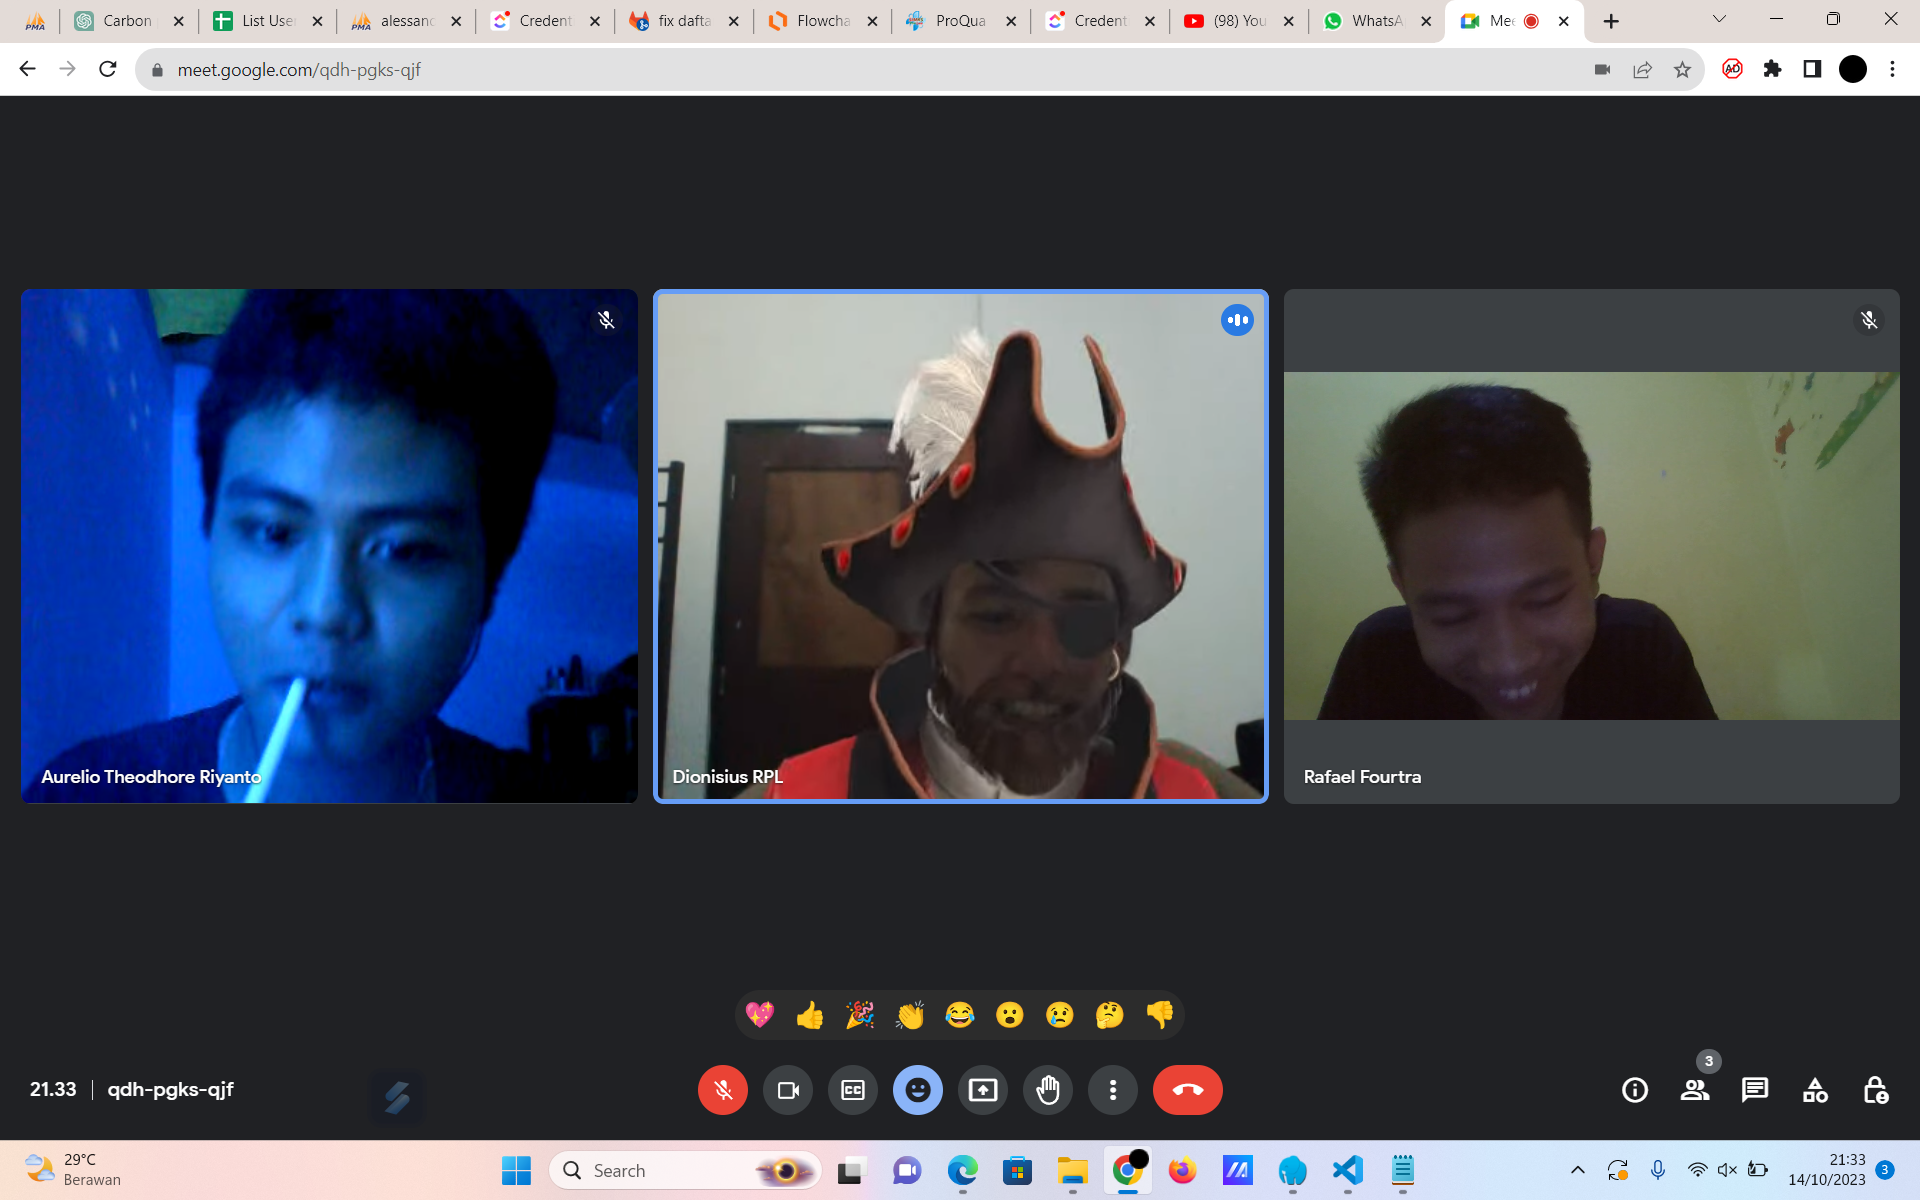 Carbon
List Use
alessand
Credent
fix dafta
Flowcha
ProQua
Credent
(98) You
WhatsA
Mee
meet.google.com/qdh-pgks-qjf
Aurelio Theodhore Riyanto
Dionisius RPL
Rafael Fourtra
21.33
qdh-pgks-qjf
3
29°C
Berawan
Search
21:33
14/10/2023
3